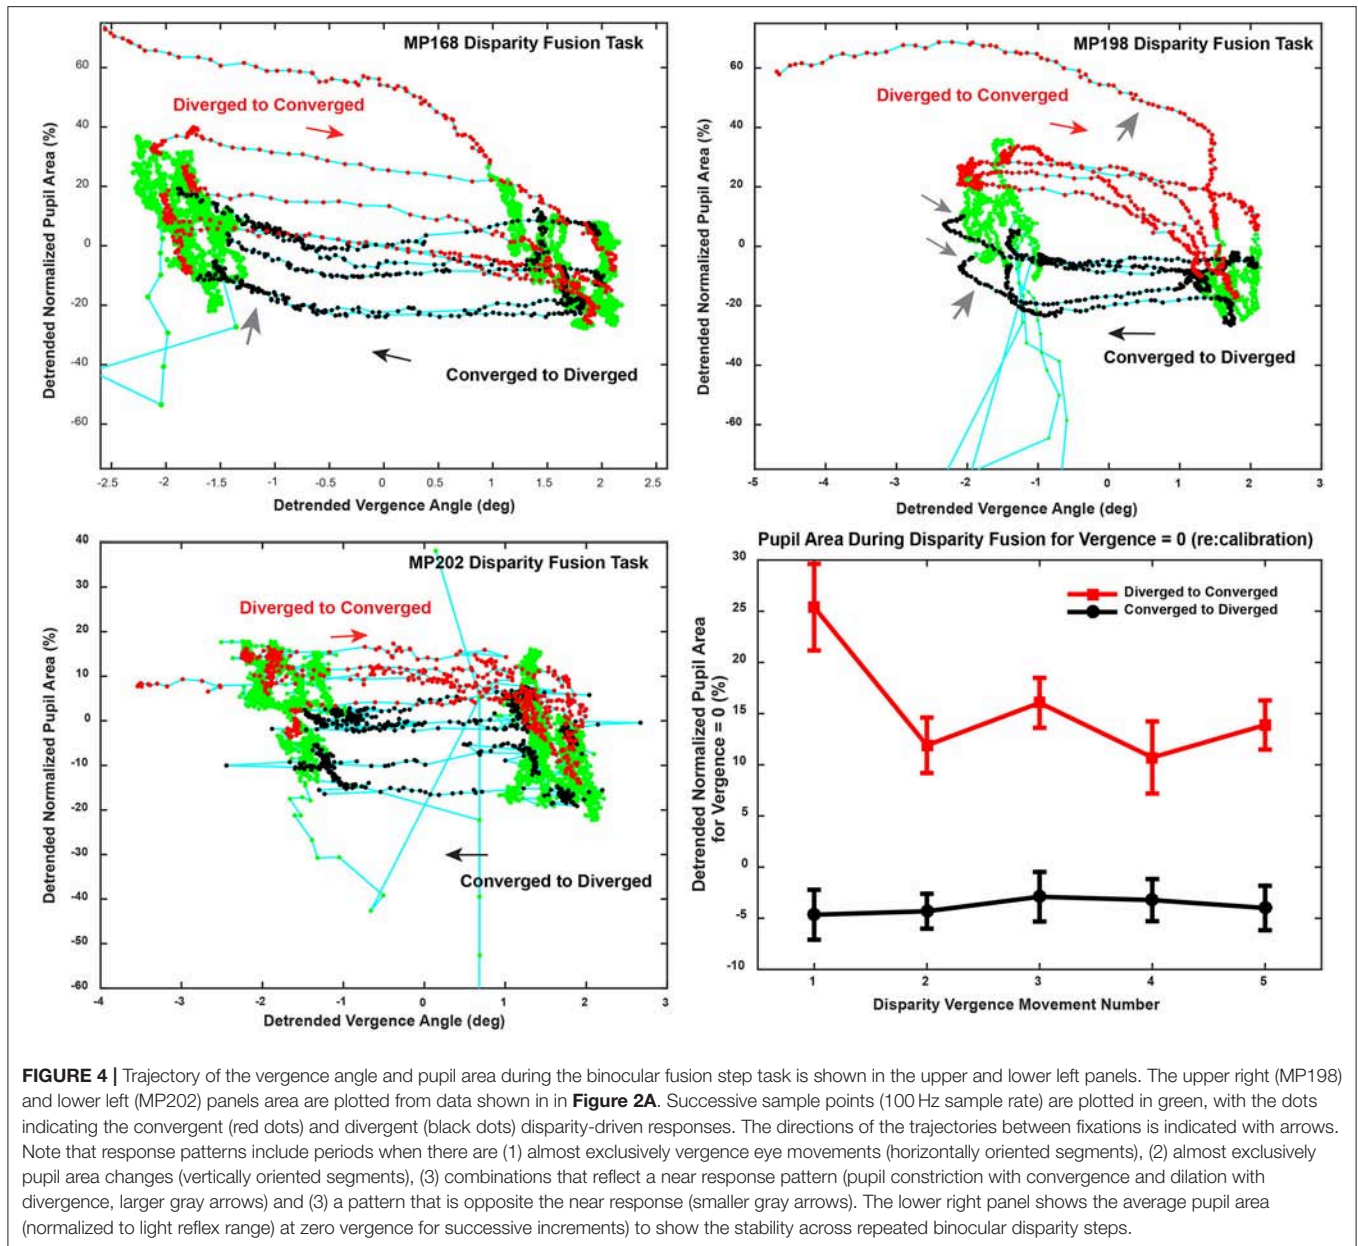 MP168 Disparity Fusion Task
Diverged to Converged
Converged to Diverged
Detrended Normalized Pupil Area (%)
60
40
20
0
-20
-40
-60
-2.5 -2 -1.5 -1 -0.5 0 0.5 1 1.5 2 2.5
Detrended Vergence Angle (deg)
MP198 Disparity Fusion Task
Diverged to Converged
Converged to Diverged
Detrended Normalized Pupil Area (%)
60
40
20
0
-20
-40
-60
-5 -4 -3 -2 -1 0 1 2 3
Detrended Vergence Angle (deg)
MP202 Disparity Fusion Task
Diverged to Converged
Converged to Diverged
Detrended Normalized Pupil Area (%)
40
30
20
10
0
-10
-20
-30
-40
-50
-60
-4 -3 -2 -1 0 1 2 3
Detrended Vergence Angle (deg)
Pupil Area During Disparity Fusion for Vergence = 0 (re:calibration)
Diverged to Converged
Converged to Diverged
Detrended Normalized Pupil Area
for Vergence = 0 (%)
30
25
20
15
10
5
0
-5
-10
1 2 3 4 5
Disparity Vergence Movement Number
FIGURE 4 | Trajectory of the vergence angle and pupil area during the binocular fusion step task is shown in the upper and lower left panels. The upper right (MP198)
and lower left (MP202) panels area are plotted from data shown in in Figure 2A. Successive sample points (100 Hz sample rate) are plotted in green, with the dots
indicating the convergent (red dots) and divergent (black dots) disparity-driven responses. The directions of the trajectories between fixations is indicated with arrows.
Note that response patterns include periods when there are (1) almost exclusively vergence eye movements (horizontally oriented segments), (2) almost exclusively
pupil area changes (vertically oriented segments), (3) combinations that reflect a near response pattern (pupil constriction with convergence and dilation with
divergence, larger gray arrows) and (3) a pattern that is opposite the near response (smaller gray arrows). The lower right panel shows the average pupil area
(normalized to light reflex range) at zero vergence for successive increments) to show the stability across repeated binocular disparity steps.